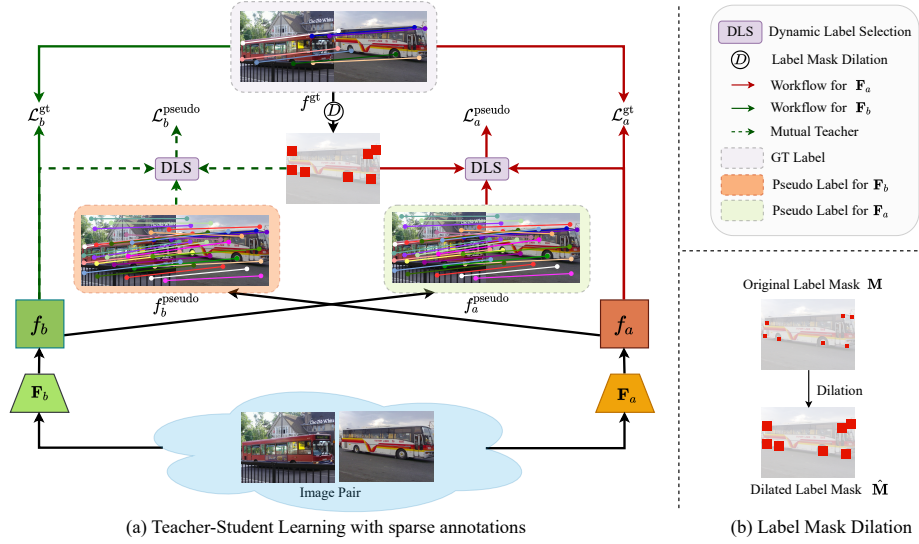 DLS Dynamic Label Selection
D Label Mask Dilation
Workflow for F_a
Workflow for F_b
Mutual Teacher
GT Label
Pseudo Label for F_b
Pseudo Label for F_a
f^gt D
ℒ_b^gt ℒ_b^pseudo ℒ_a^pseudo ℒ_a^gt
DLS DLS
f_b^pseudo f_a^pseudo
f_b f_a
F_b F_a
Image Pair
(a) Teacher-Student Learning with sparse annotations
Original Label Mask M
Dilation
Dilated Label Mask M̂
(b) Label Mask Dilation